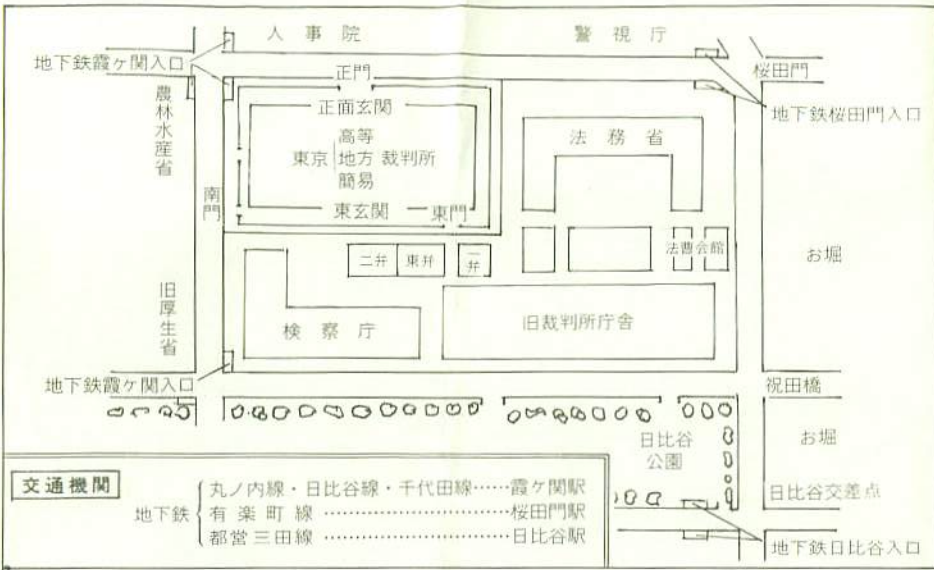 人事院
警視庁
地下鉄霞ヶ関入口
桜田門
正門
農林水産省
正面玄関
地下鉄桜田門入口
高等
東京 地方 裁判所
簡易
法務省
南門
東玄関
東門
二弁
東弁
一弁
法曹会館
お堀
旧厚生省
検察庁
旧裁判所庁舎
地下鉄霞ヶ関入口
祝田橋
日比谷
公園
お堀
日比谷交差点
交通機関
地下鉄
丸ノ内線・日比谷線・千代田線……霞ケ関駅
有楽町線………………………桜田門駅
都営三田線……………………日比谷駅
地下鉄日比谷入口